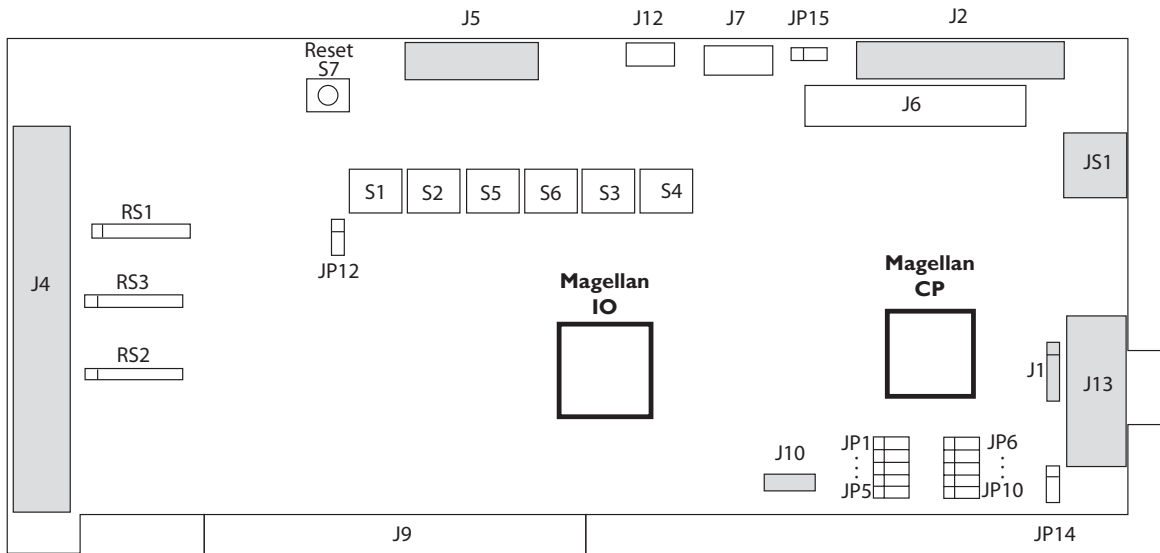 J5
J12
J7
JP15
J2
Reset
S7
J6
JS1
S1
S2
S5
S6
S3
S4
RS1
JP12
J4
RS3
Magellan
IO
Magellan
CP
RS2
J1
J13
J10
JP1
JP6
JP5
JP10
J9
JP14